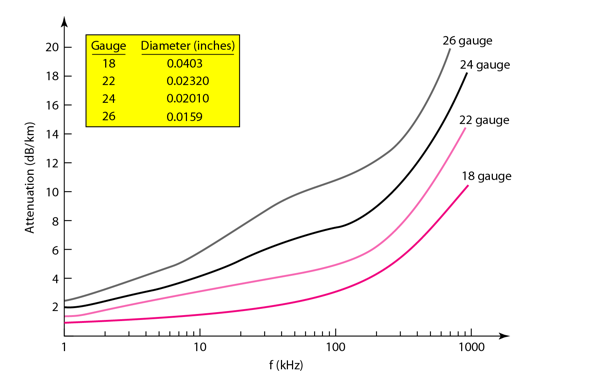 26 gauge
24 gauge
22 gauge
18 gauge
Gauge Diameter (inches)
18 0.0403
22 0.02320
24 0.02010
26 0.0159
Attenuation (dB/km)
20
18
16
14
12
10
8
6
4
2
1 10 100 1000
f (kHz)